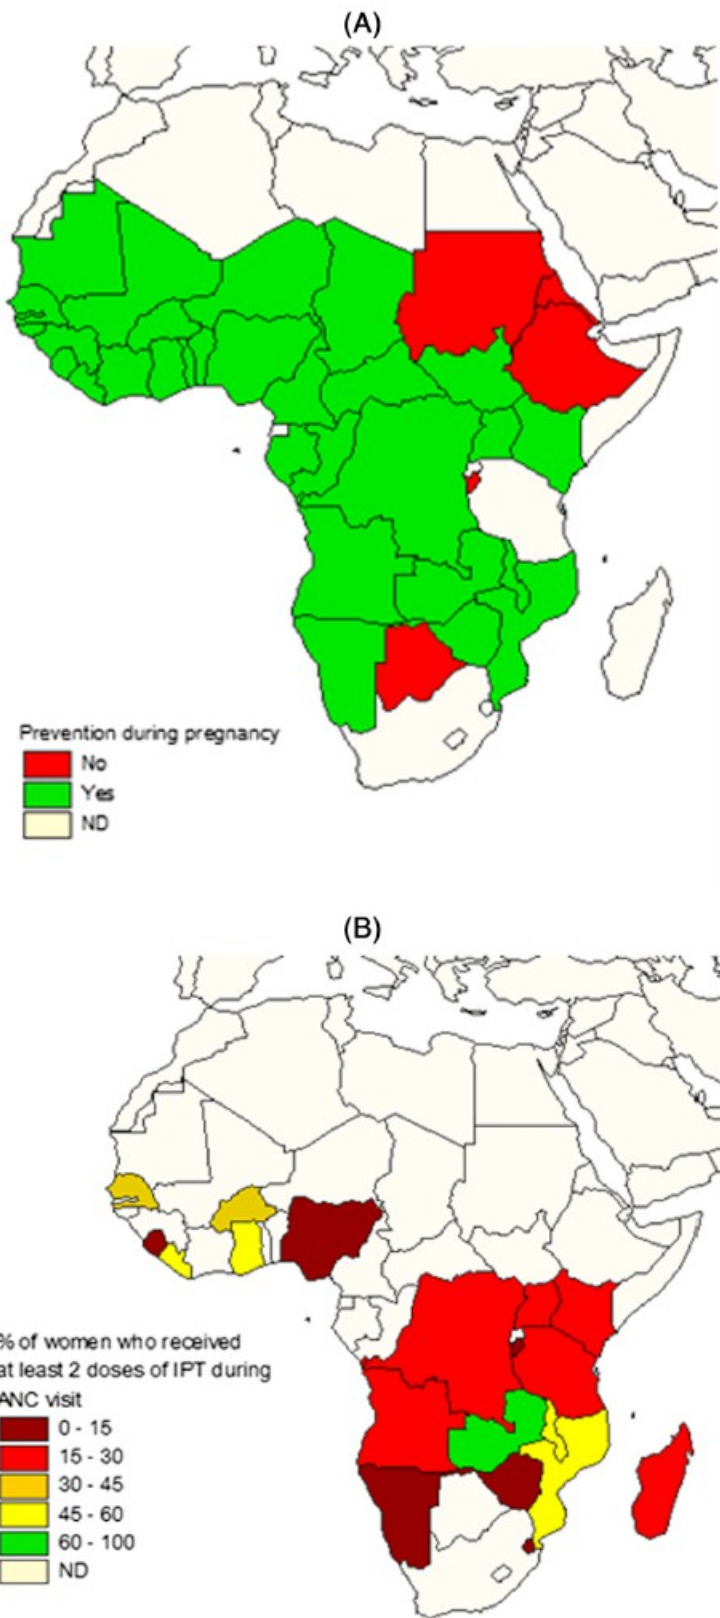 (A)
Prevention during pregnancy
No
Yes
ND
(B)
% of women who received
at least 2 doses of IPT during
ANC visit
0 - 15
15 - 30
30 - 45
45 - 60
60 - 100
ND